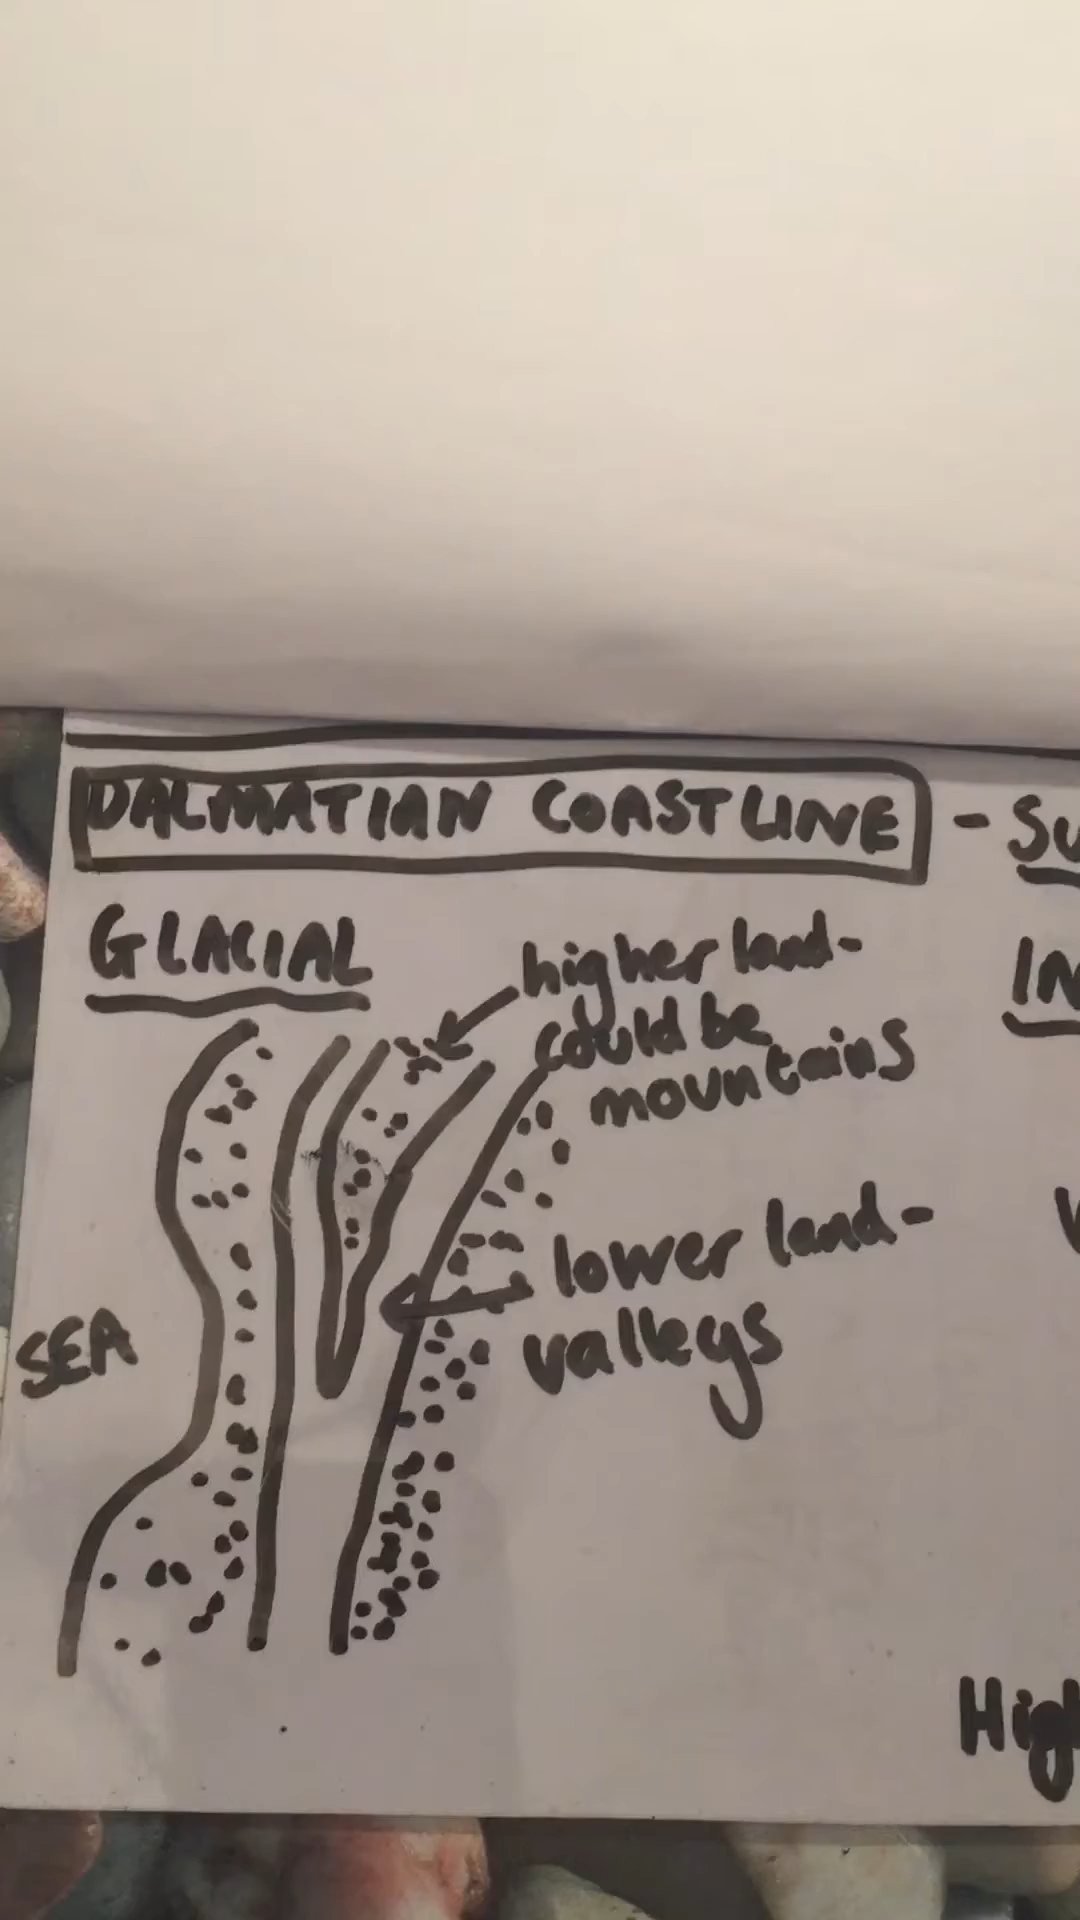 DALMATIAN COASTLINE -
GLACIAL
higher land-
could be
mountains
lower land-
valleys
SEA